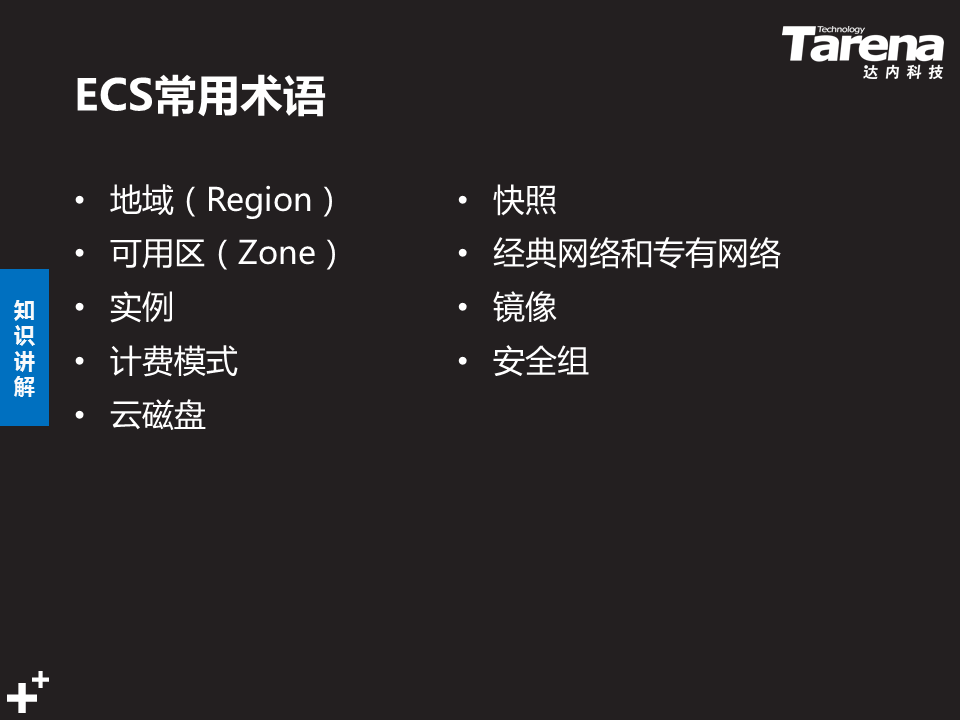 Technology
Tarena
达内科技
ECS常用术语
• 地域（Region）
• 可用区（Zone）
• 实例
• 计费模式
• 云磁盘
• 快照
• 经典网络和专有网络
• 镜像
• 安全组
知
识
讲
解